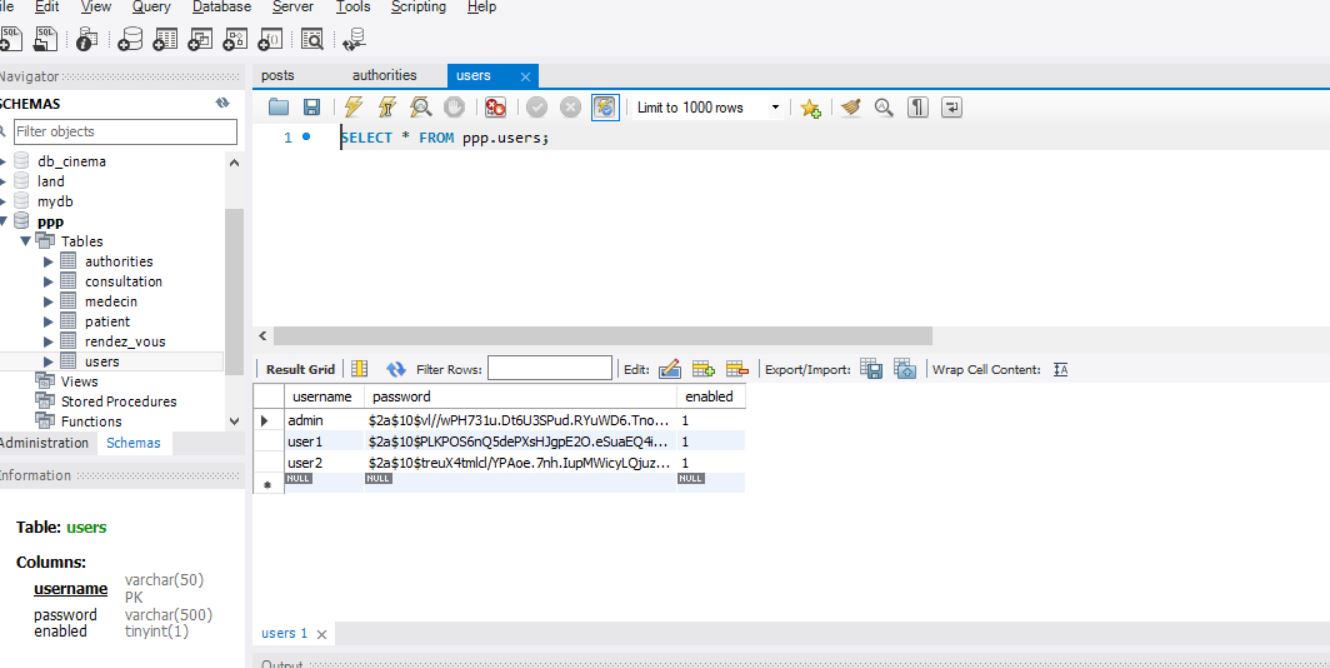 ile Edit View Query Database Server Tools Scripting Help
Navigator
SCHEMAS
Filter objects
db_cinema
land
mydb
ppp
Tables
authorities
consultation
medecin
patient
rendez_vous
users
Views
Stored Procedures
Functions
Administration Schemas
Information
Table: users
Columns:
username varchar(50)
PK
password varchar(500)
enabled tinyint(1)
posts authorities users
Limit to 1000 rows
1 SELECT * FROM ppp.users;
Result Grid Filter Rows: Edit: Export/Import: Wrap Cell Content:
username password enabled
admin $2a$10$vl//wPH731u.Dt6U3SPud.RYuWD6.Tno... 1
user1 $2a$10$PLKPOS6nQ5dePXsHJgpE2O.eSuaEQ4i... 1
user2 $2a$10$treuX4tmlcl/YPAoe.7nh.IupMWicyLQjuz... 1
NULL NULL NULL
users 1
Output